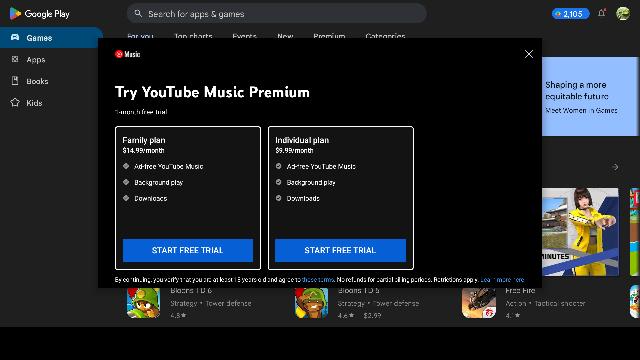 Google Play
Search for apps & games
2,105
Games
For you
Top charts
Events
New
Premium
Categories
Apps
Books
Kids
Music
Try YouTube Music Premium
1-month free trial
Family plan
$14.99/month
Ad-free YouTube Music
Background play
Downloads
START FREE TRIAL
Individual plan
$9.99/month
Ad-free YouTube Music
Background play
Downloads
START FREE TRIAL
By continuing, you verify that you are at least 18 years old and agree to these terms. No refunds for partial billing periods. Retrictions apply. Learn more here
Shaping a more
equitable future
Meet Women in Games
MINUTES
Bloons TD 6
Strategy • Tower defense
4.8★
Bloons TD 5
Strategy • Tower defense
4.6★ $2.99
Free Fire
Action • Tactical shooter
4.1★